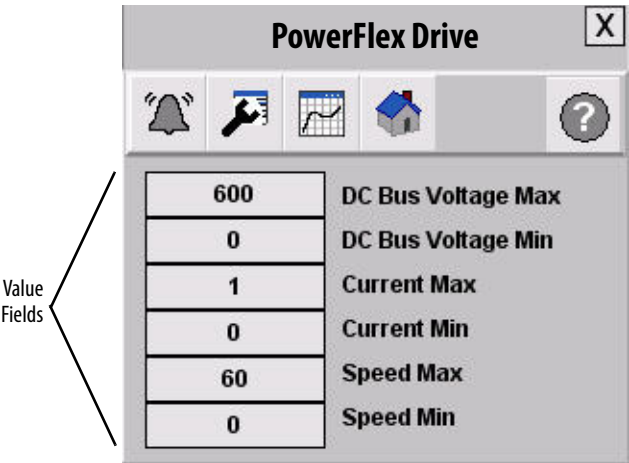 PowerFlex Drive
X
?
600 DC Bus Voltage Max
0 DC Bus Voltage Min
1 Current Max
0 Current Min
60 Speed Max
0 Speed Min
Value
Fields